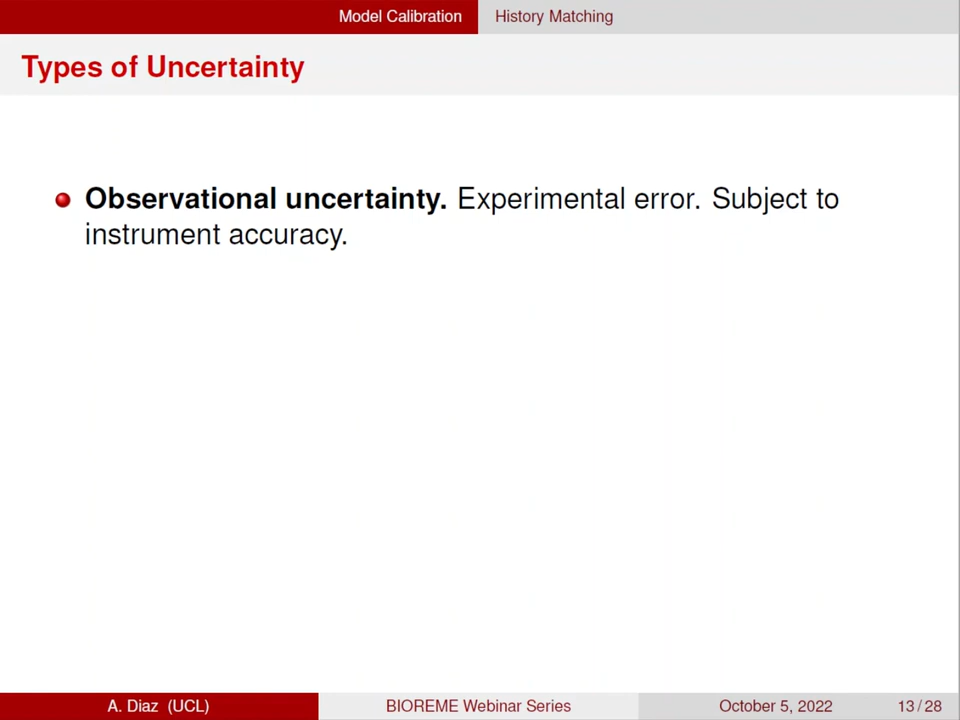 Model Calibration History Matching
Types of Uncertainty
Observational uncertainty. Experimental error. Subject to
instrument accuracy.
A. Diaz (UCL) BIOREME Webinar Series October 5, 2022 13 / 28